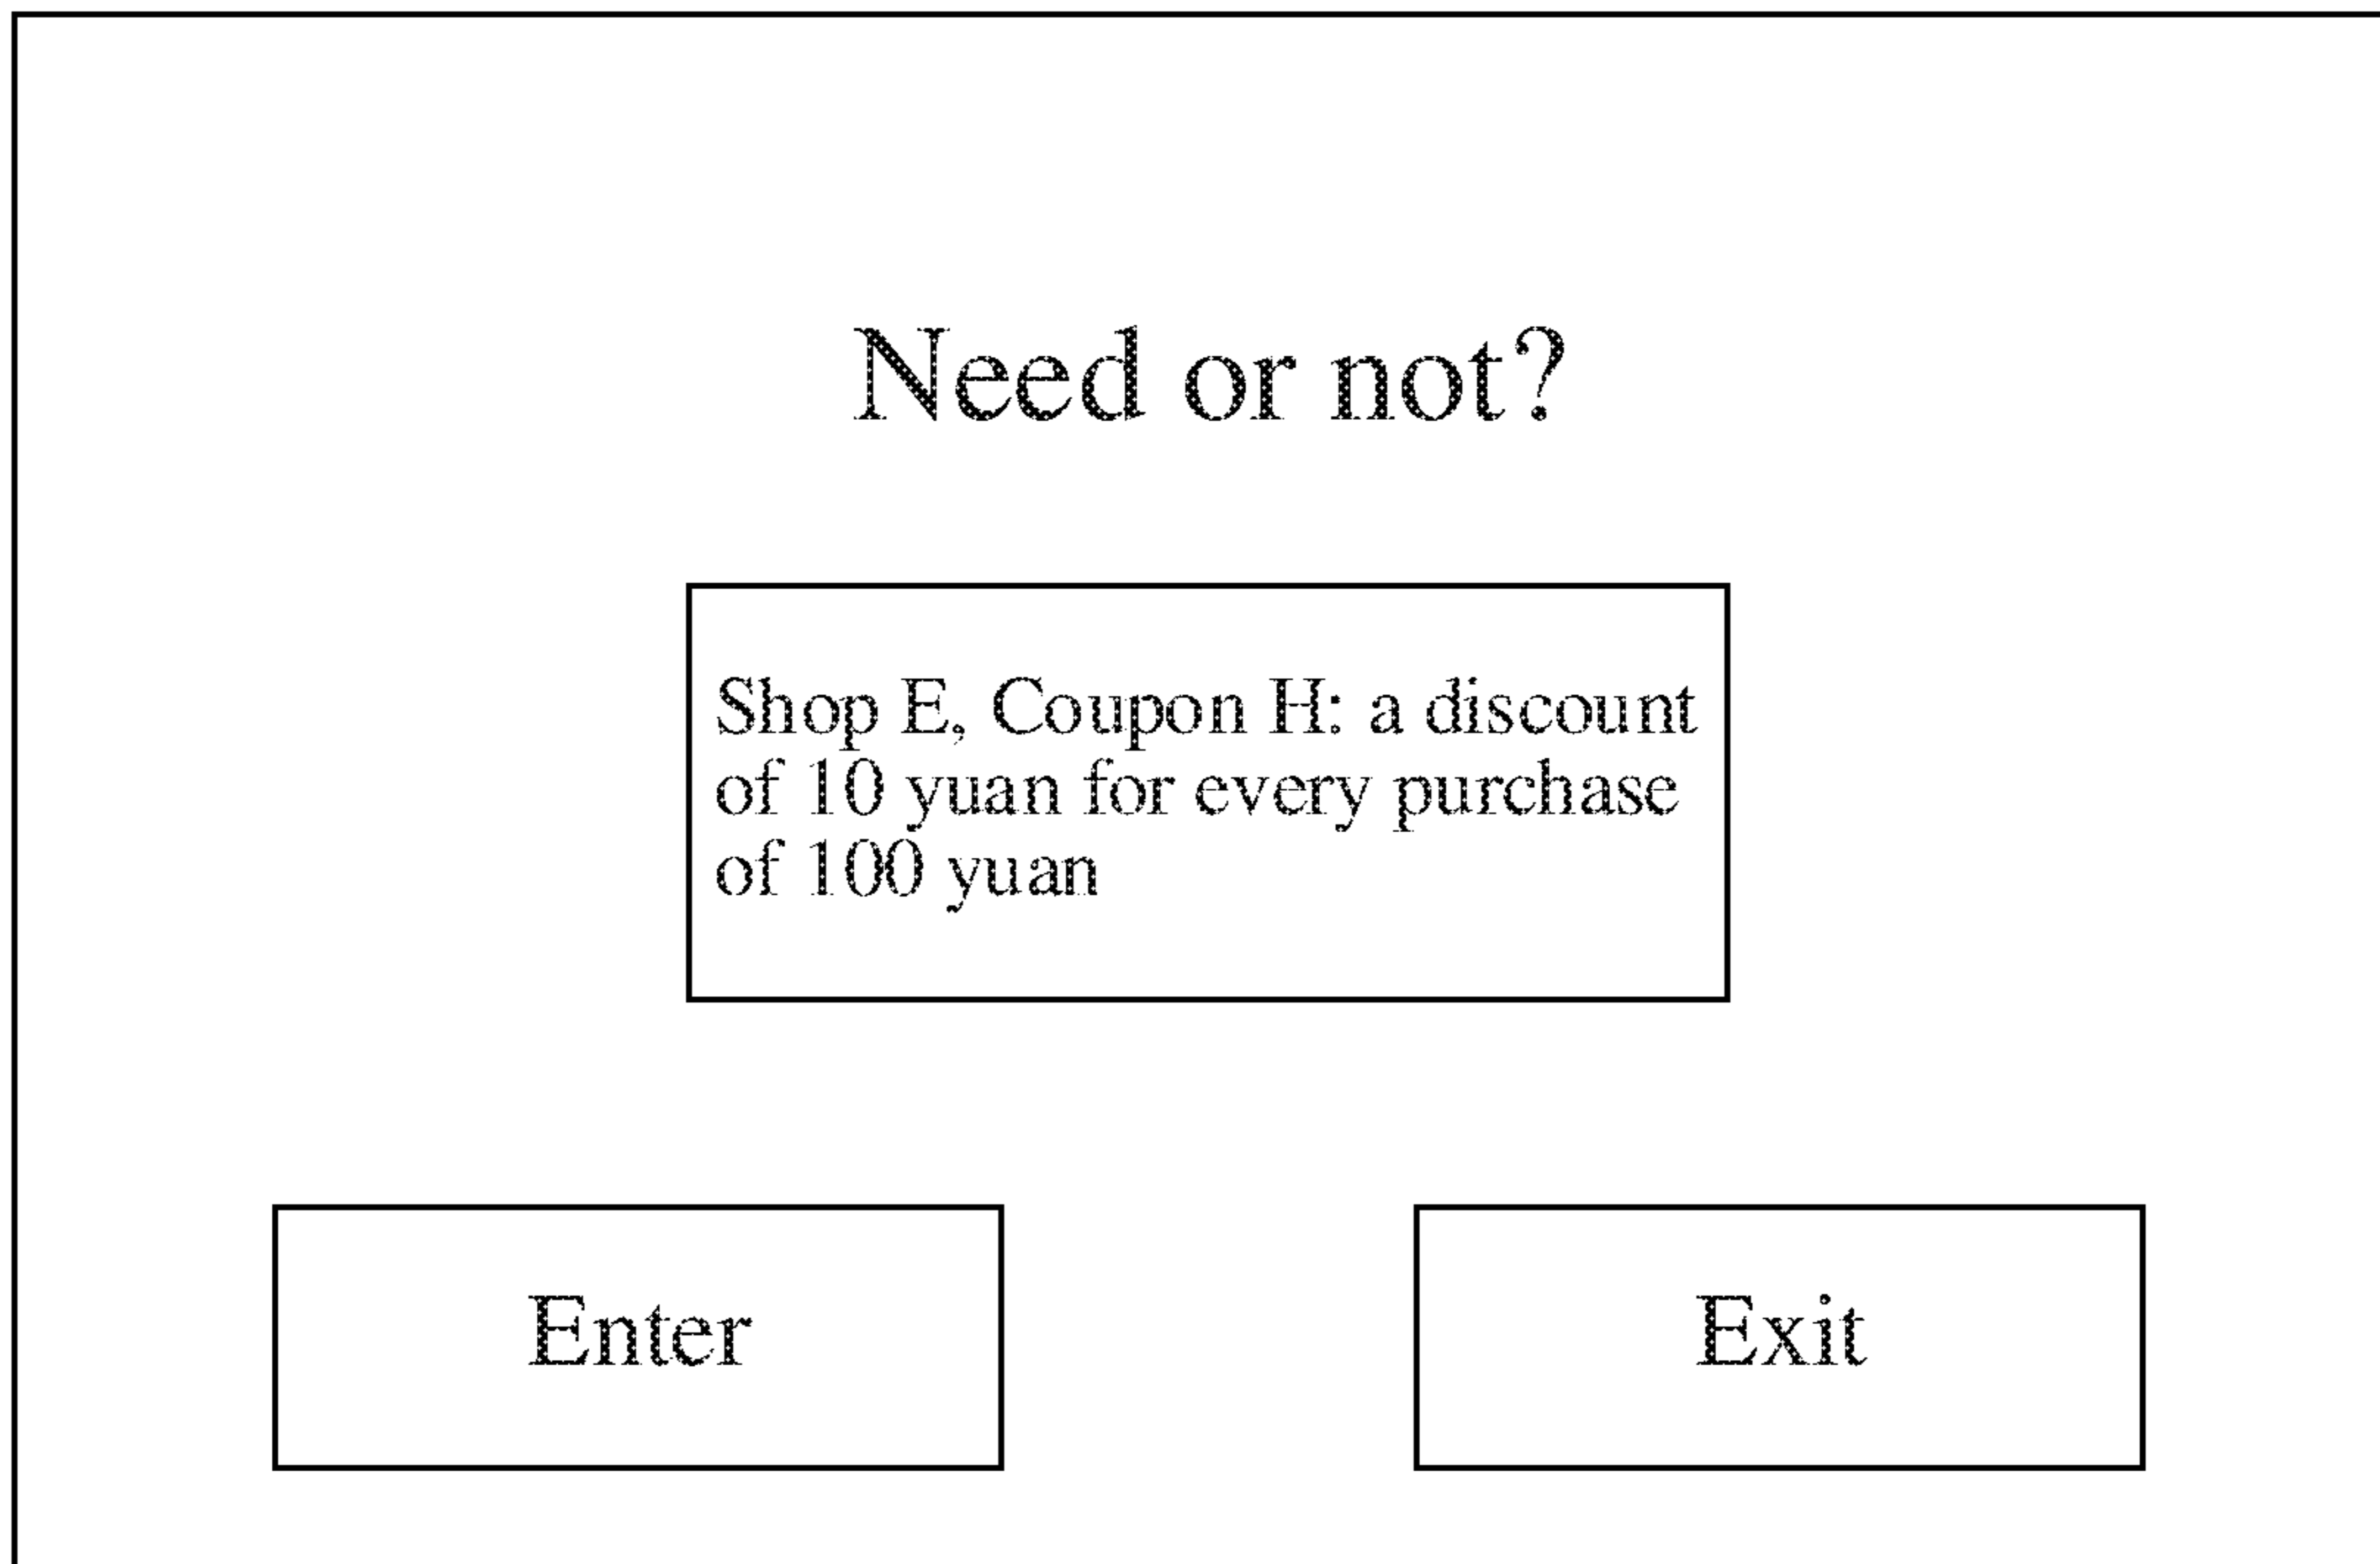 Need or not?
Shop E, Coupon H: a discount
of 10 yuan for every purchase
of 100 yuan
Enter
Exit